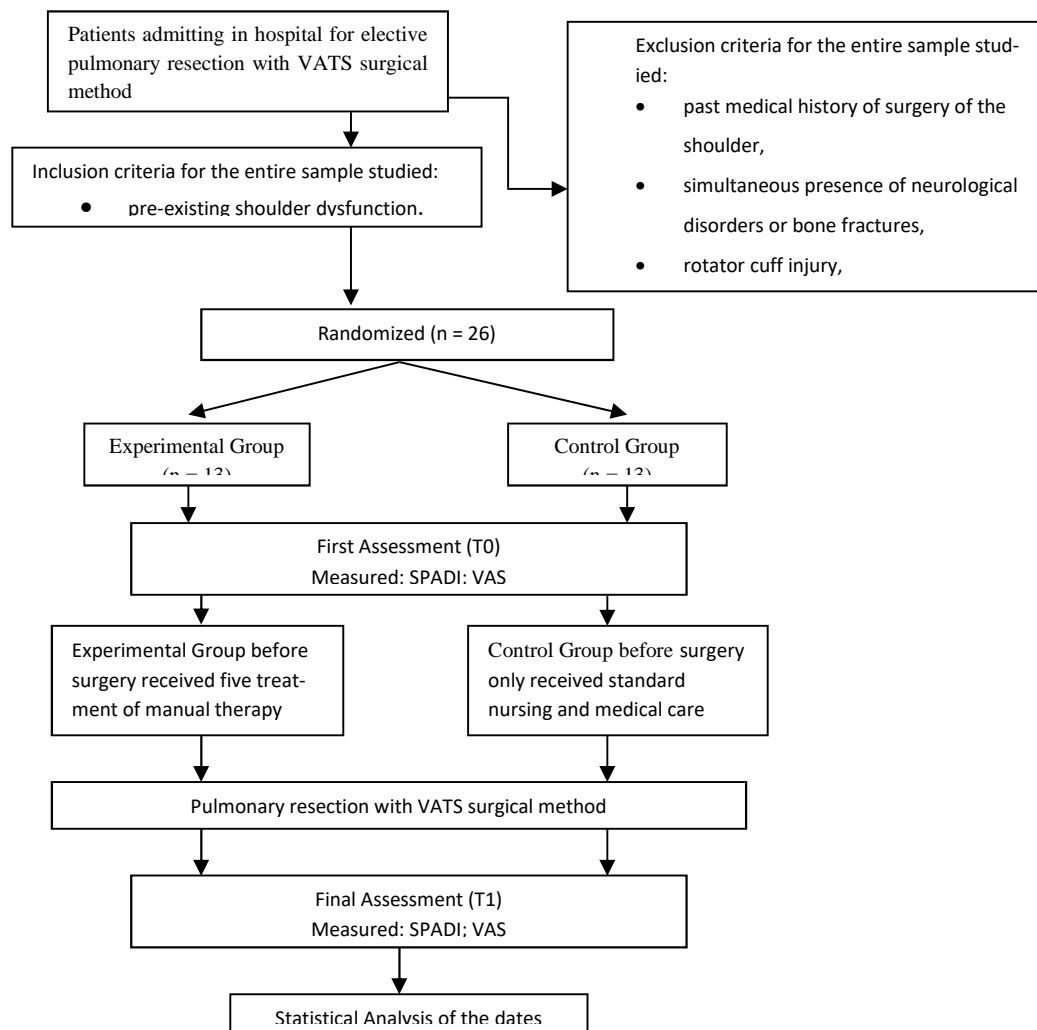 Patients admitting in hospital for elective
pulmonary resection with VATS surgical
method
Exclusion criteria for the entire sample stud-
ied:
• past medical history of surgery of the
shoulder,
• simultaneous presence of neurological
disorders or bone fractures,
• rotator cuff injury,
Inclusion criteria for the entire sample studied:
• pre-existing shoulder dysfunction.
Randomized (n = 26)
Experimental Group
(n = 13)
Control Group
(n = 13)
First Assessment (T0)
Measured: SPADI: VAS
Experimental Group before
surgery received five treat-
ment of manual therapy
Control Group before surgery
only received standard
nursing and medical care
Pulmonary resection with VATS surgical method
Final Assessment (T1)
Measured: SPADI; VAS
Statistical Analysis of the dates